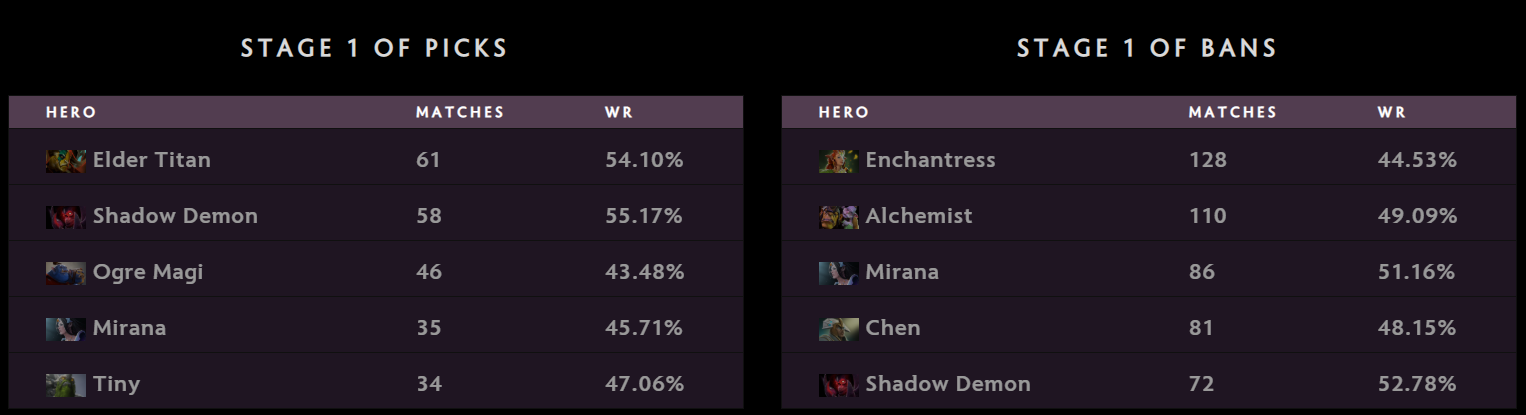 STAGE 1 OF PICKS
HERO MATCHES WR
Elder Titan 61 54.10%
Shadow Demon 58 55.17%
Ogre Magi 46 43.48%
Mirana 35 45.71%
Tiny 34 47.06%
STAGE 1 OF BANS
HERO MATCHES WR
Enchantress 128 44.53%
Alchemist 110 49.09%
Mirana 86 51.16%
Chen 81 48.15%
Shadow Demon 72 52.78%